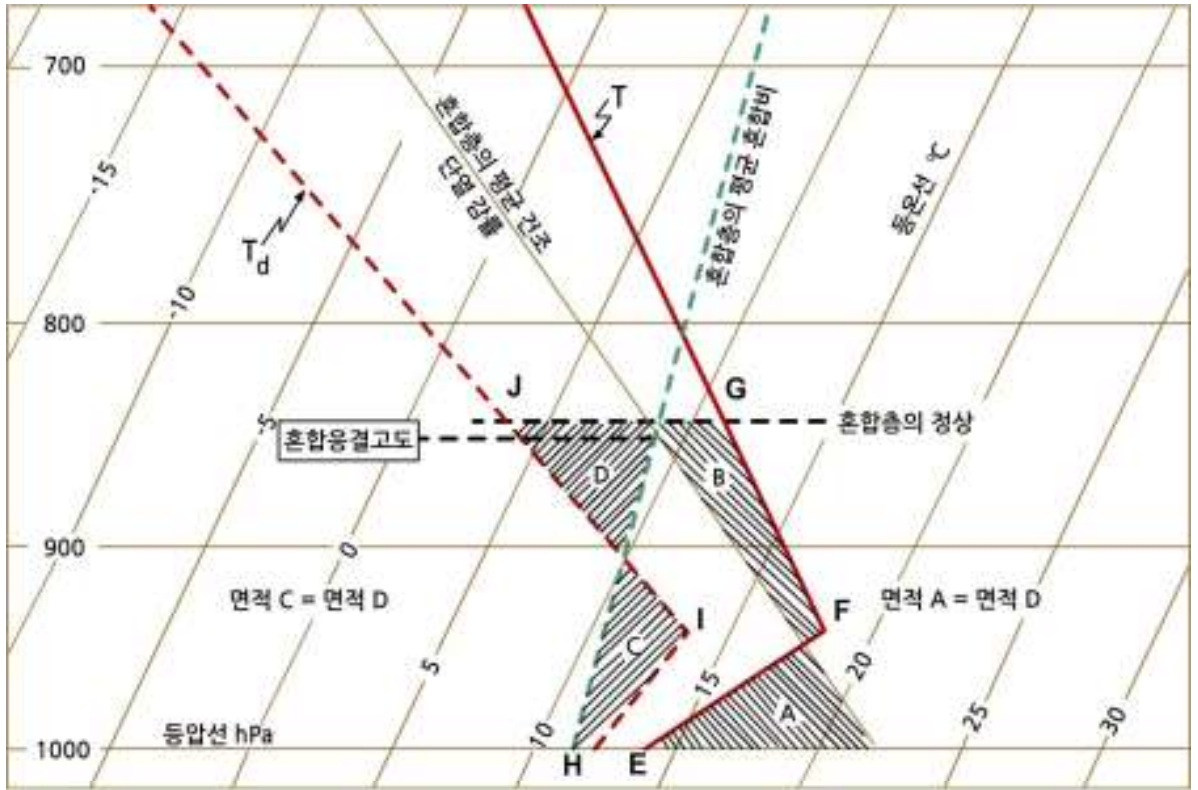 700
800
900
1000
-15
-10
-5
0
5
10
15
20
25
30
T
T_d
혼합층의 평균 건조
단열 감률
혼합층의 평균 혼합비
등온선 ℃
J
G
혼합층의 정상
혼합응결고도
D
B
면적 C = 면적 D
면적 A = 면적 D
I
F
C
A
등압선 hPa
H
E